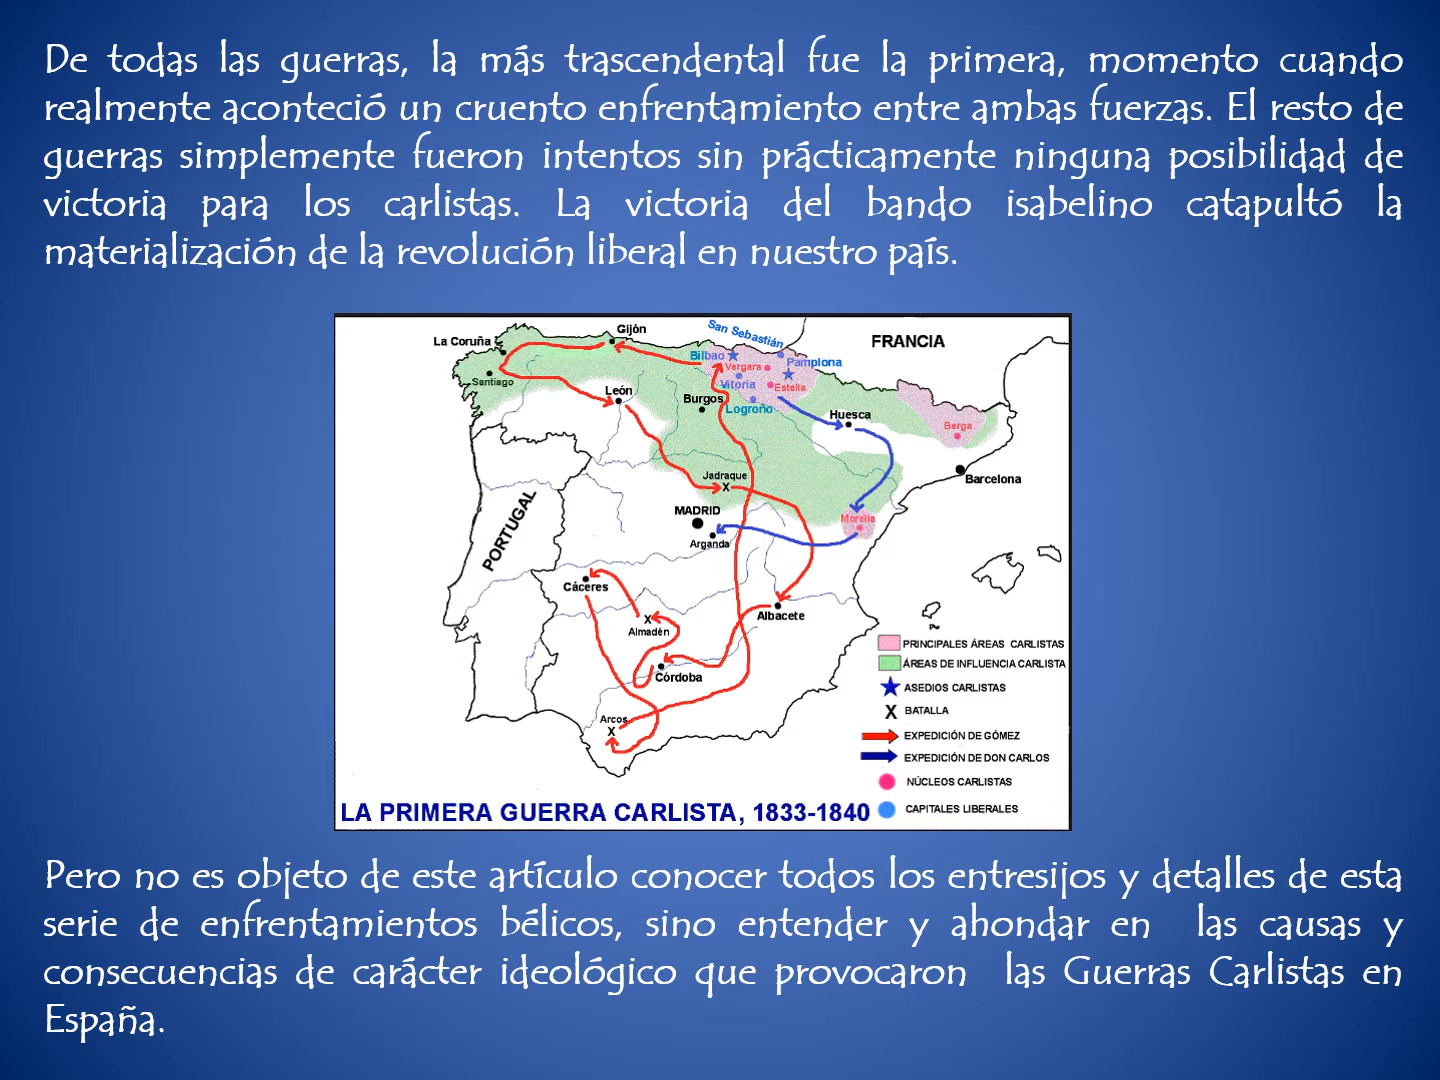 De todas las guerras, la más trascendental fue la primera, momento cuando
realmente aconteció un cruento enfrentamiento entre ambas fuerzas. El resto de
guerras simplemente fueron intentos sin prácticamente ninguna posibilidad de
victoria para los carlistas. La victoria del bando isabelino catapultó la
materialización de la revolución liberal en nuestro país.
San Sebastián
Gijón
La Coruña
FRANCIA
Bilbao
Pamplona
Vergara
Santiago
Vitoria
Estella
León
Burgos
Logroño
Huesca
Berga
Jadraque
X
Barcelona
MADRID
Morella
PORTUGAL
Arganda
Cáceres
Albacete
X
Almadén
Córdoba
Arcos
X
PRINCIPALES ÁREAS CARLISTAS
ÁREAS DE INFLUENCIA CARLISTA
ASEDIOS CARLISTAS
X BATALLA
EXPEDICIÓN DE GÓMEZ
EXPEDICIÓN DE DON CARLOS
NÚCLEOS CARLISTAS
CAPITALES LIBERALES
LA PRIMERA GUERRA CARLISTA, 1833-1840
Pero no es objeto de este artículo conocer todos los entresijos y detalles de esta
serie de enfrentamientos bélicos, sino entender y ahondar en las causas y
consecuencias de carácter ideológico que provocaron las Guerras Carlistas en
España.